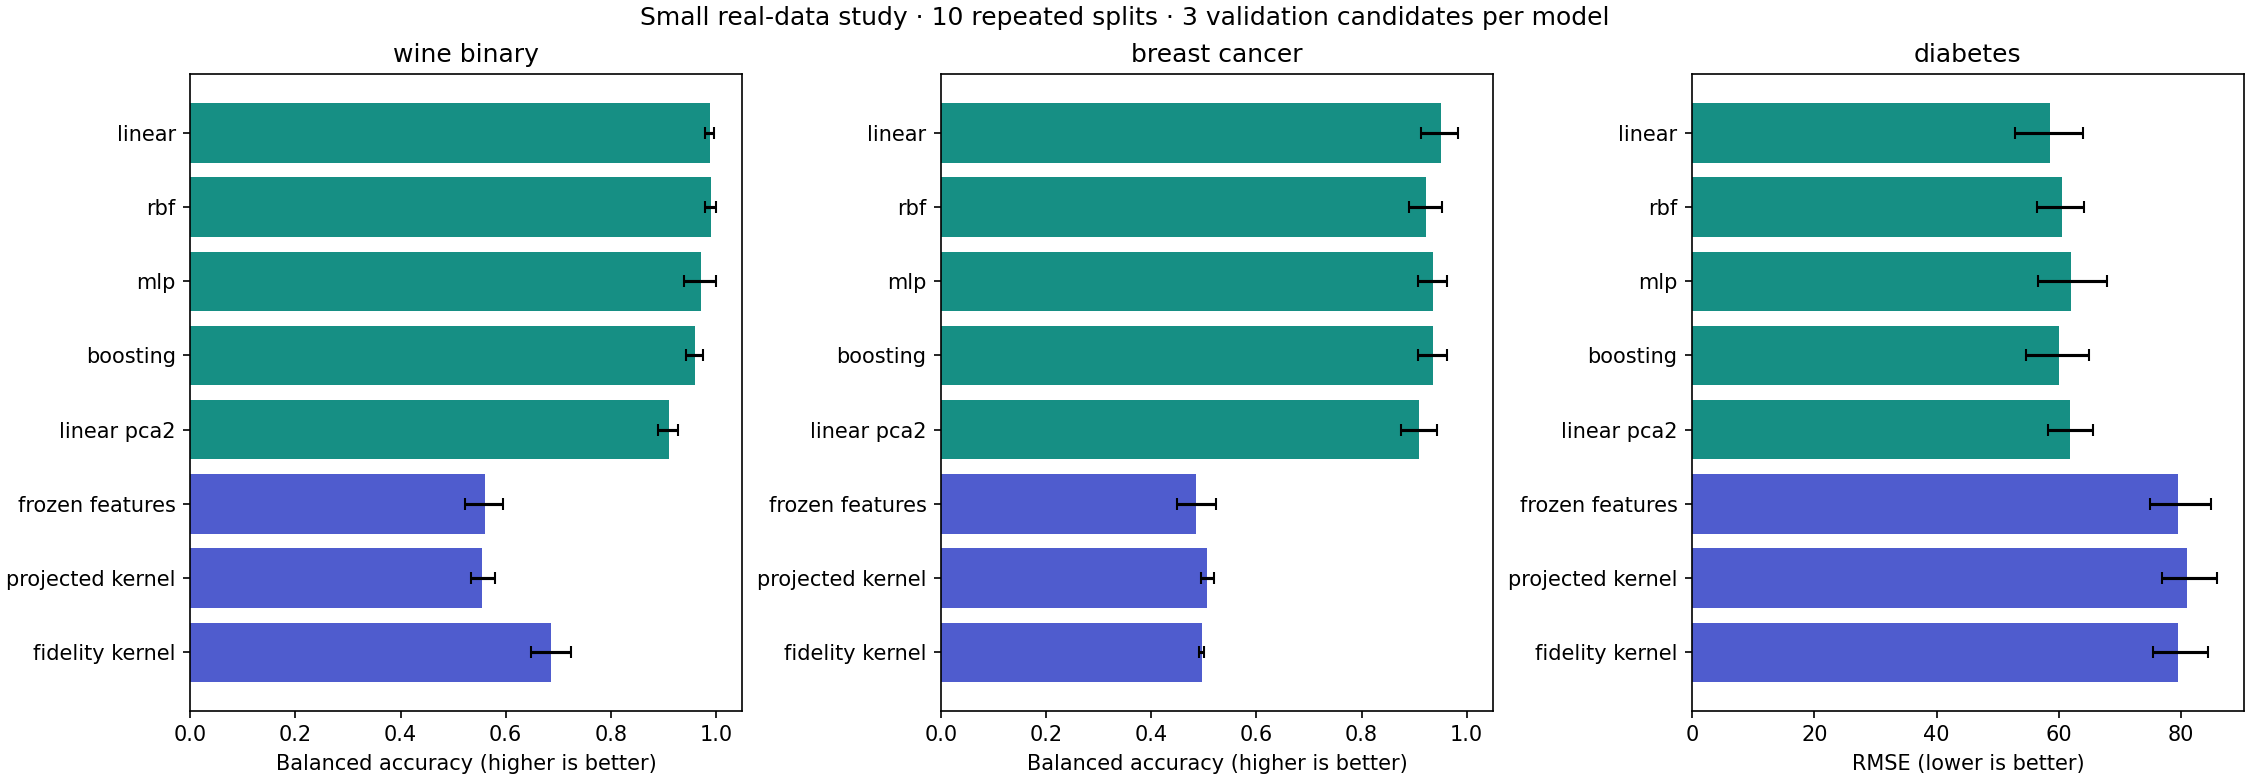 Small real-data study · 10 repeated splits · 3 validation candidates per model
wine binary
linear
rbf
mlp
boosting
linear pca2
frozen features
projected kernel
fidelity kernel
0.0 0.2 0.4 0.6 0.8 1.0
Balanced accuracy (higher is better)
breast cancer
linear
rbf
mlp
boosting
linear pca2
frozen features
projected kernel
fidelity kernel
0.0 0.2 0.4 0.6 0.8 1.0
Balanced accuracy (higher is better)
diabetes
linear
rbf
mlp
boosting
linear pca2
frozen features
projected kernel
fidelity kernel
0 20 40 60 80
RMSE (lower is better)